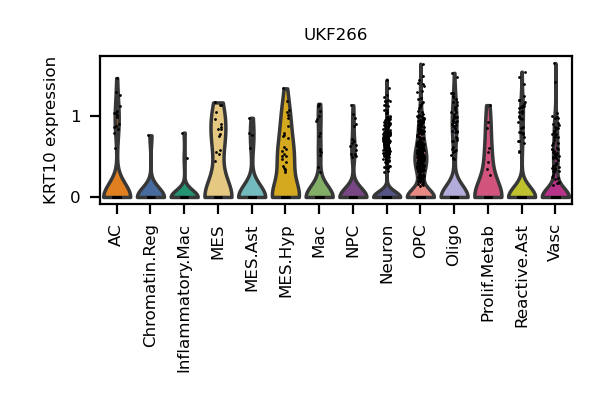 UKF266
KRT10 expression
1
0
AC
Chromatin.Reg
Inflammatory.Mac
MES
MES.Ast
MES.Hyp
Mac
NPC
Neuron
OPC
Oligo
Prolif.Metab
Reactive.Ast
Vasc